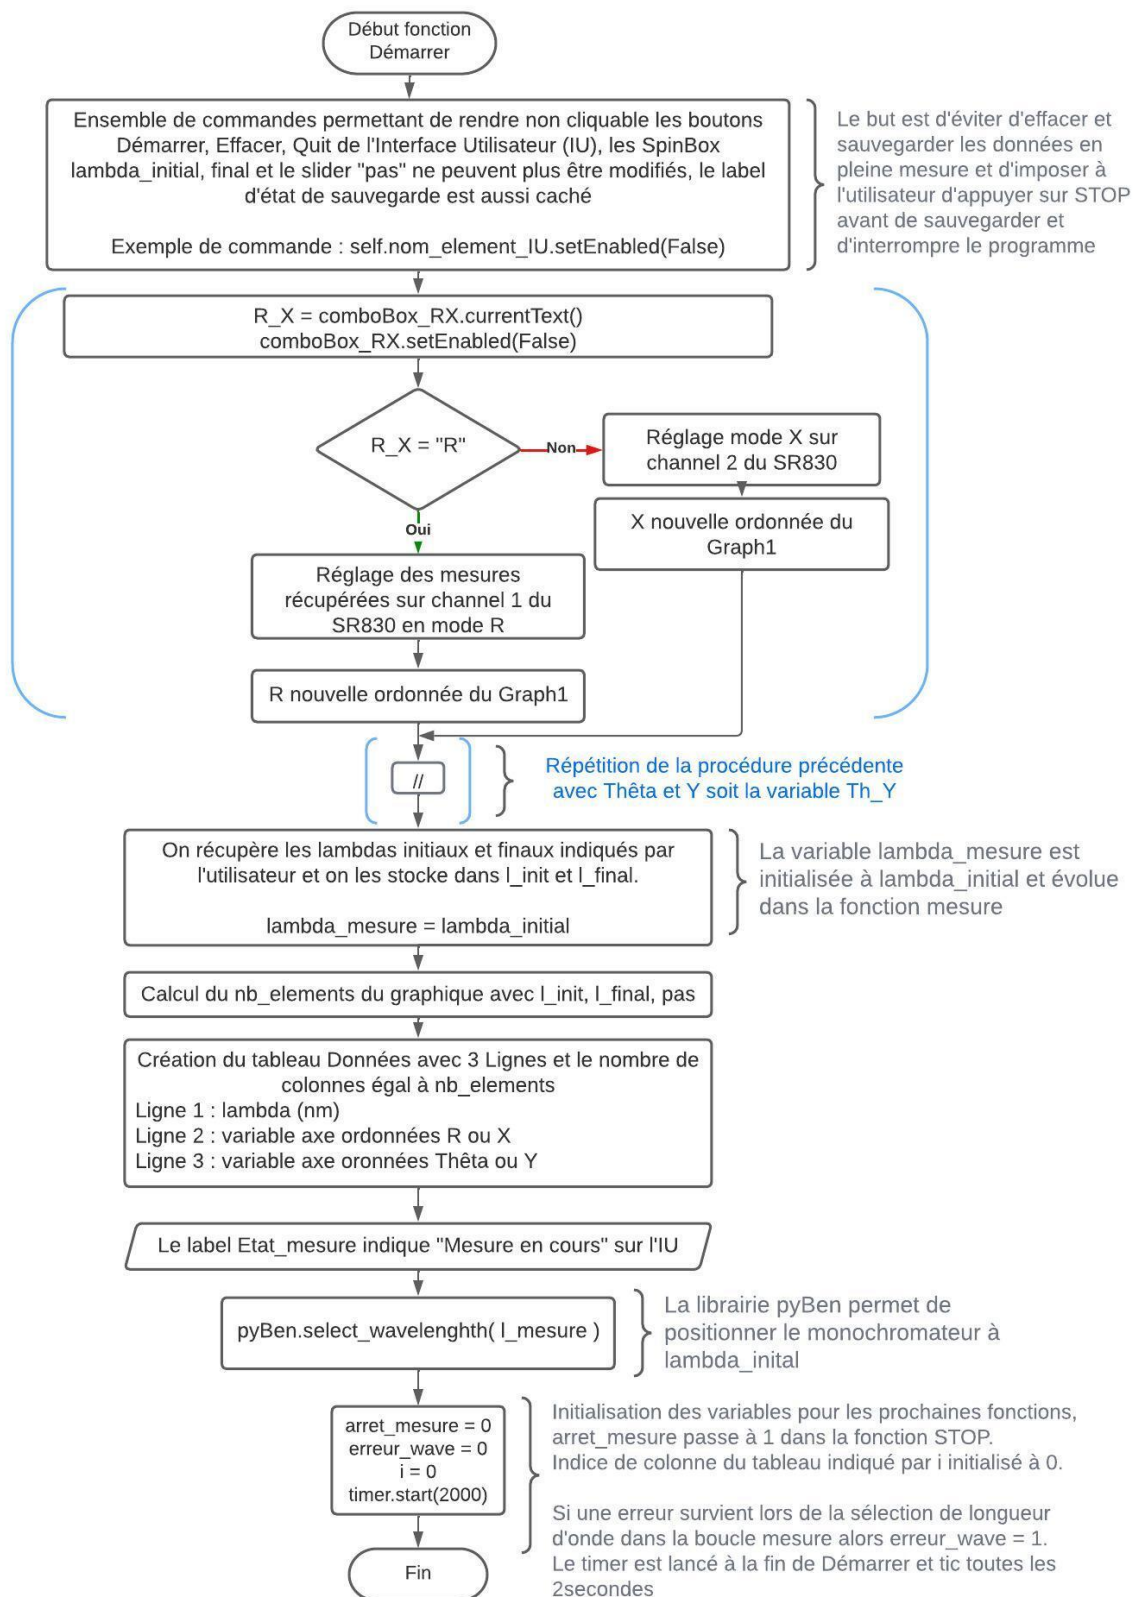 Début fonction
Démarrer
Ensemble de commandes permettant de rendre non cliquable les boutons
Démarrer, Effacer, Quit de l'Interface Utilisateur (IU), les SpinBox
lambda_initial, final et le slider "pas" ne peuvent plus être modifiés, le label
d'état de sauvegarde est aussi caché
Exemple de commande : self.nom_element_IU.setEnabled(False)
Le but est d'éviter d'effacer et
sauvegarder les données en
pleine mesure et d'imposer à
l'utilisateur d'appuyer sur STOP
avant de sauvegarder et
d'interrompre le programme
R_X = comboBox_RX.currentText()
comboBox_RX.setEnabled(False)
R_X = "R"
Non
Réglage mode X sur
channel 2 du SR830
X nouvelle ordonnée du
Graph1
Oui
Réglage des mesures
récupérées sur channel 1 du
SR830 en mode R
R nouvelle ordonnée du Graph1
//
Répétition de la procédure précédente
avec Thêta et Y soit la variable Th_Y
On récupère les lambdas initiaux et finaux indiqués par
l'utilisateur et on les stocke dans l_init et l_final.
lambda_mesure = lambda_initial
La variable lambda_mesure est
initialisée à lambda_initial et évolue
dans la fonction mesure
Calcul du nb_elements du graphique avec l_init, l_final, pas
Création du tableau Données avec 3 Lignes et le nombre de
colonnes égal à nb_elements
Ligne 1 : lambda (nm)
Ligne 2 : variable axe ordonnées R ou X
Ligne 3 : variable axe oronnées Thêta ou Y
Le label Etat_mesure indique "Mesure en cours" sur l'IU
pyBen.select_wavelenghth( l_mesure )
La librairie pyBen permet de
positionner le monochromateur à
lambda_inital
arret_mesure = 0
erreur_wave = 0
i = 0
timer.start(2000)
Initialisation des variables pour les prochaines fonctions,
arret_mesure passe à 1 dans la fonction STOP.
Indice de colonne du tableau indiqué par i initialisé à 0.
Si une erreur survient lors de la sélection de longueur
d'onde dans la boucle mesure alors erreur_wave = 1.
Le timer est lancé à la fin de Démarrer et tic toutes les
2secondes
Fin